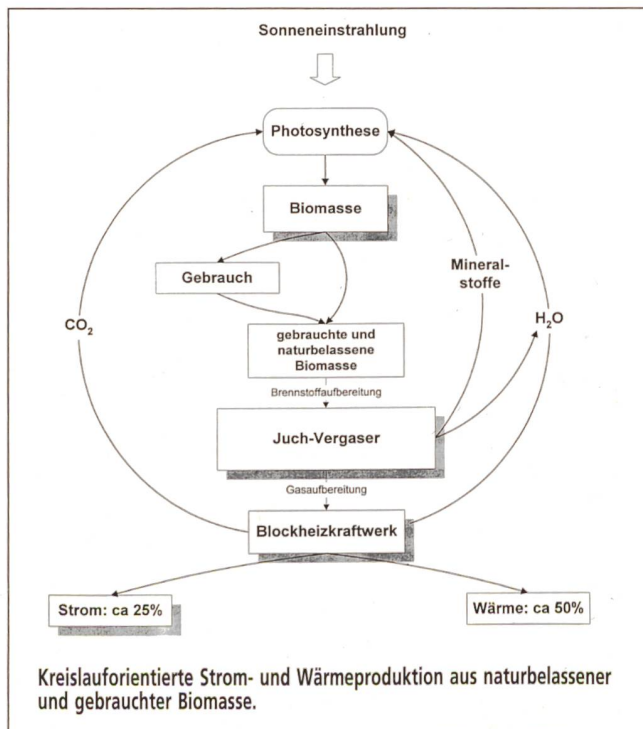 Sonneneinstrahlung
Photosynthese
Biomasse
Gebrauch
Mineral-
stoffe
CO₂
H₂O
gebrauchte und
naturbelassene
Biomasse
Brennstoffaufbereitung
Juch-Vergaser
Gasaufbereitung
Blockheizkraftwerk
Strom: ca 25%
Wärme: ca 50%
Kreislauforientierte Strom- und Wärmeproduktion aus naturbelassener
und gebrauchter Biomasse.